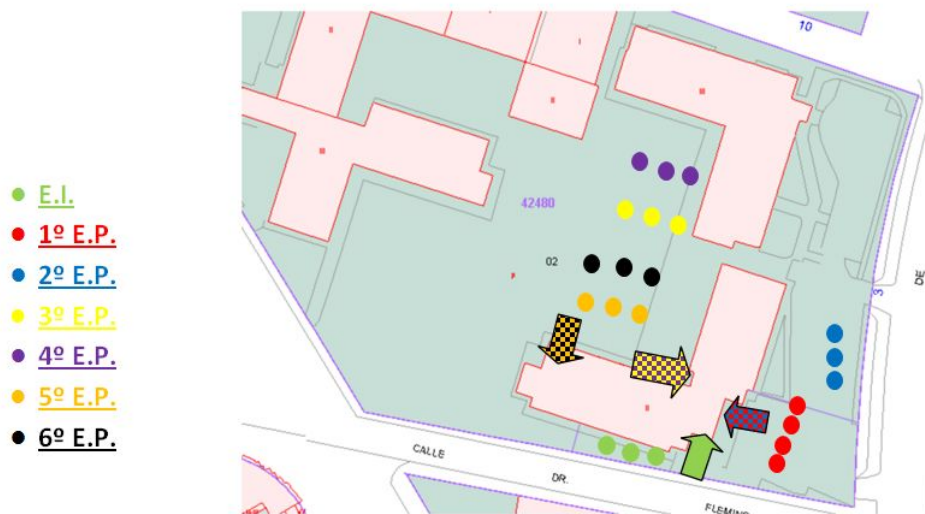 E.I.
1º E.P.
2º E.P.
3º E.P.
4º E.P.
5º E.P.
6º E.P.
10
42480
02
3
DE
CALLE
DR.
FLEMING